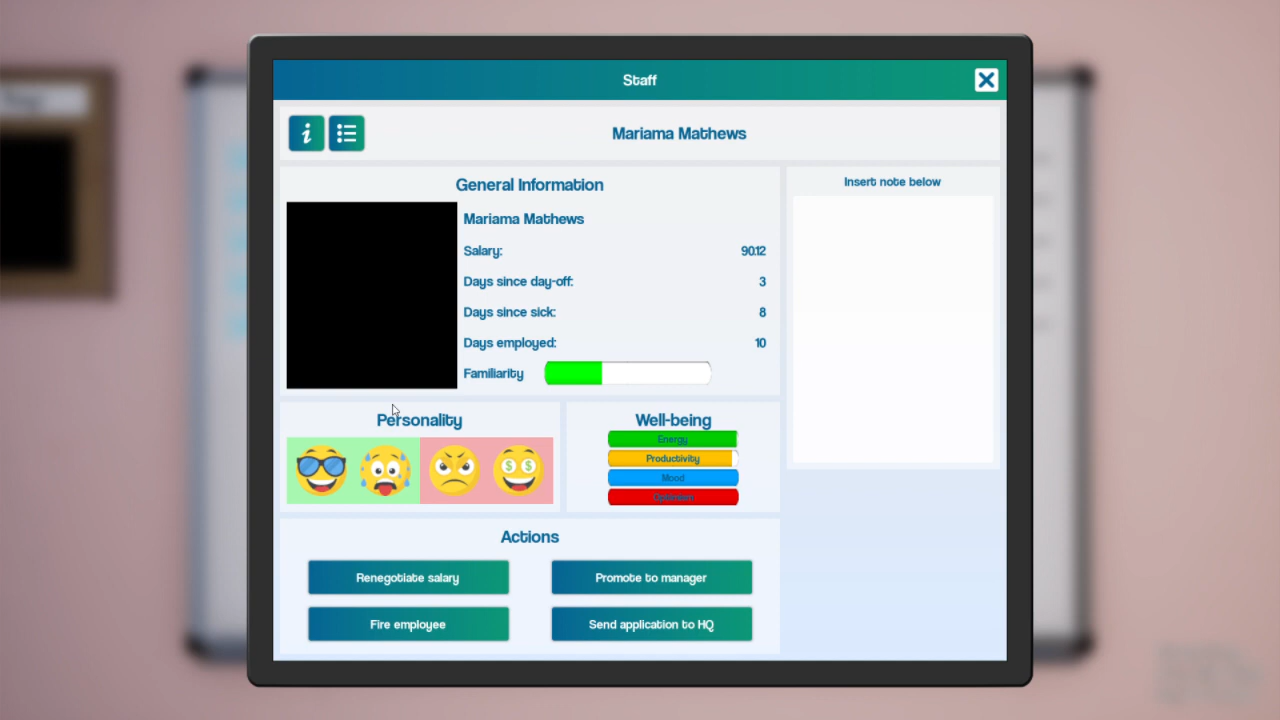 Staff
Mariama Mathews
General Information
Mariama Mathews
Salary: 90.12
Days since day-off: 3
Days since sick: 8
Days employed: 10
Familiarity
Insert note below
Personality
Well-being
Energy
Productivity
Mood
Optimism
Actions
Renegotiate salary
Promote to manager
Fire employee
Send application to HQ